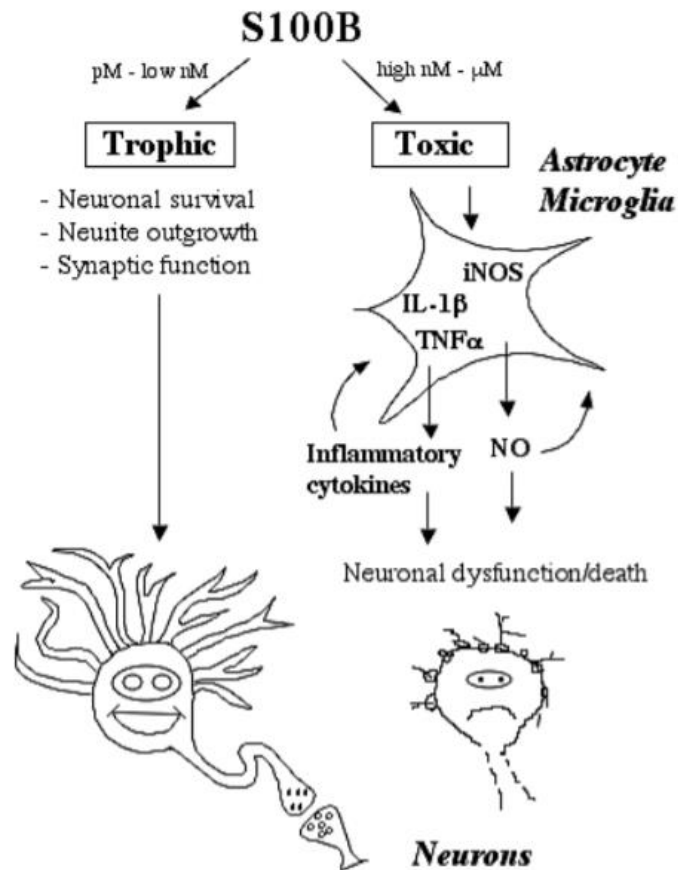 S100B
pM - low nM
high nM - μM
Trophic
Toxic
- Neuronal survival
- Neurite outgrowth
- Synaptic function
Astrocyte
Microglia
iNOS
IL-1β
TNFα
Inflammatory
cytokines
NO
Neuronal dysfunction/death
Neurons